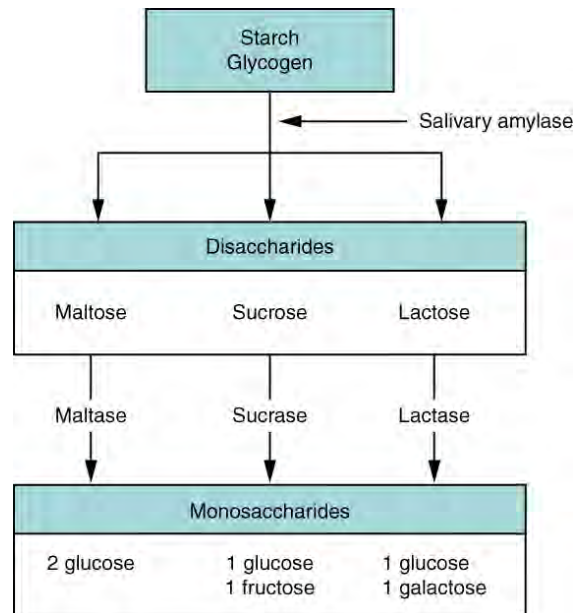 Starch
Glycogen
Salivary amylase
Disaccharides
Maltose Sucrose Lactose
Maltase Sucrase Lactase
Monosaccharides
2 glucose 1 glucose 1 glucose
1 fructose 1 galactose